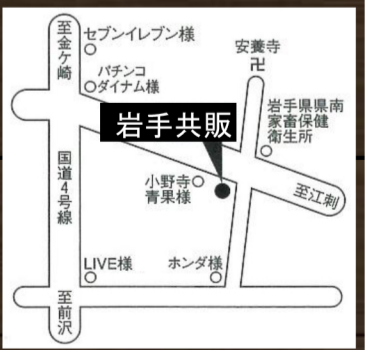 至金ケ崎
セブンイレブン様
パチンコ
ダイナム様
安養寺
卍
岩手共販
岩手県県南
家畜保健
衛生所
国道4号線
小野寺
青果様
至江刺
LIVE様
ホンダ様
至前沢